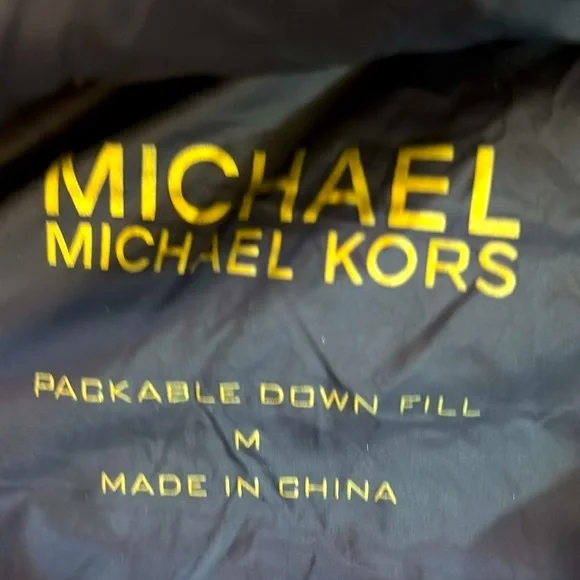 MICHAEL
MICHAEL KORS
PACKABLE DOWN FILL
M
MADE IN CHINA